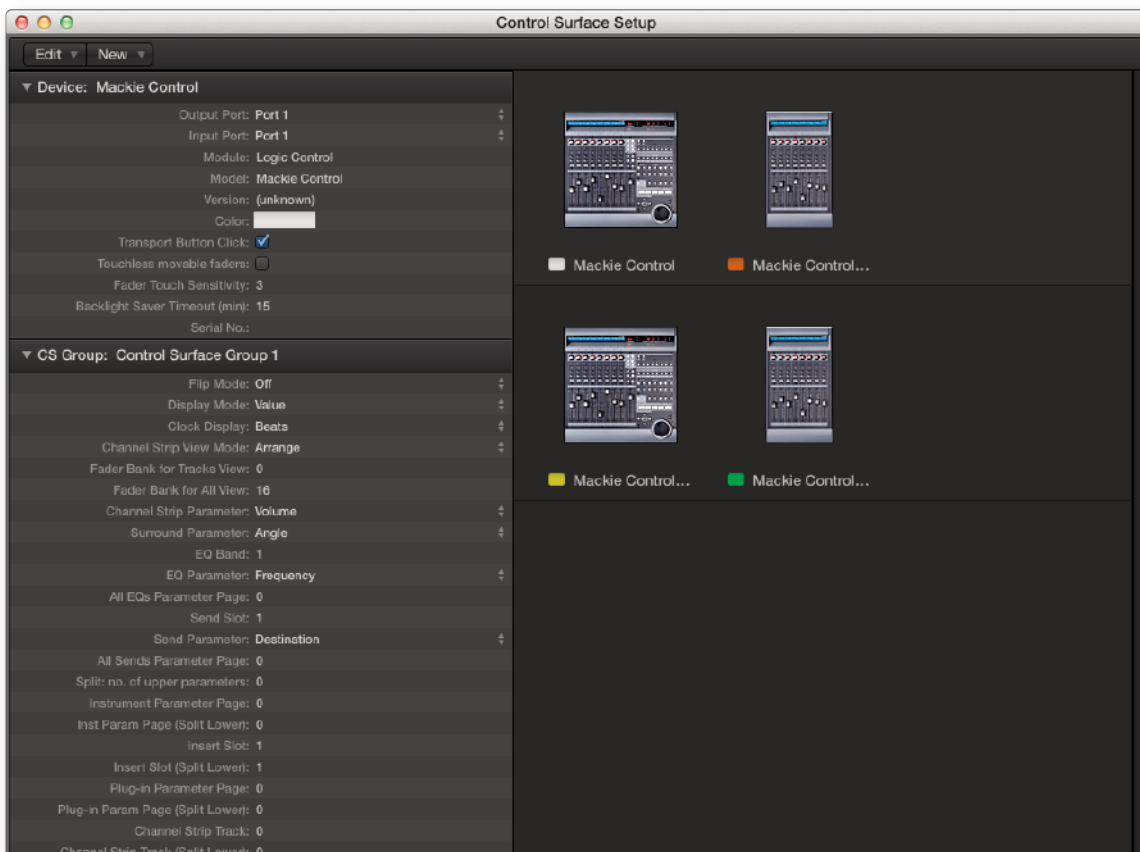 Control Surface Setup
Edit New
Device: Mackie Control
Output Port: Port 1
Input Port: Port 1
Module: Logic Control
Model: Mackie Control
Version: (unknown)
Color:
Transport Button Click:
Touchless movable faders:
Fader Touch Sensitivity: 3
Backlight Saver Timeout (min): 15
Serial No.:
CS Group: Control Surface Group 1
Flip Mode: Off
Display Mode: Value
Clock Display: Beats
Channel Strip View Mode: Arrange
Fader Bank for Tracks View: 0
Fader Bank for All View: 16
Channel Strip Parameter: Volume
Surround Parameter: Angle
EQ Band: 1
EQ Parameter: Frequency
All EQs Parameter Page: 0
Send Slot: 1
Send Parameter: Destination
All Sends Parameter Page: 0
Split: no. of upper parameters: 0
Instrument Parameter Page: 0
Inst Param Page (Split Lower): 0
Insert Slot: 1
Insert Slot (Split Lower): 1
Plug-in Parameter Page: 0
Plug-in Param Page (Split Lower): 0
Channel Strip Track: 0
Channel Strip Track (Split Lower): 0
Mackie Control Mackie Control...
Mackie Control... Mackie Control...